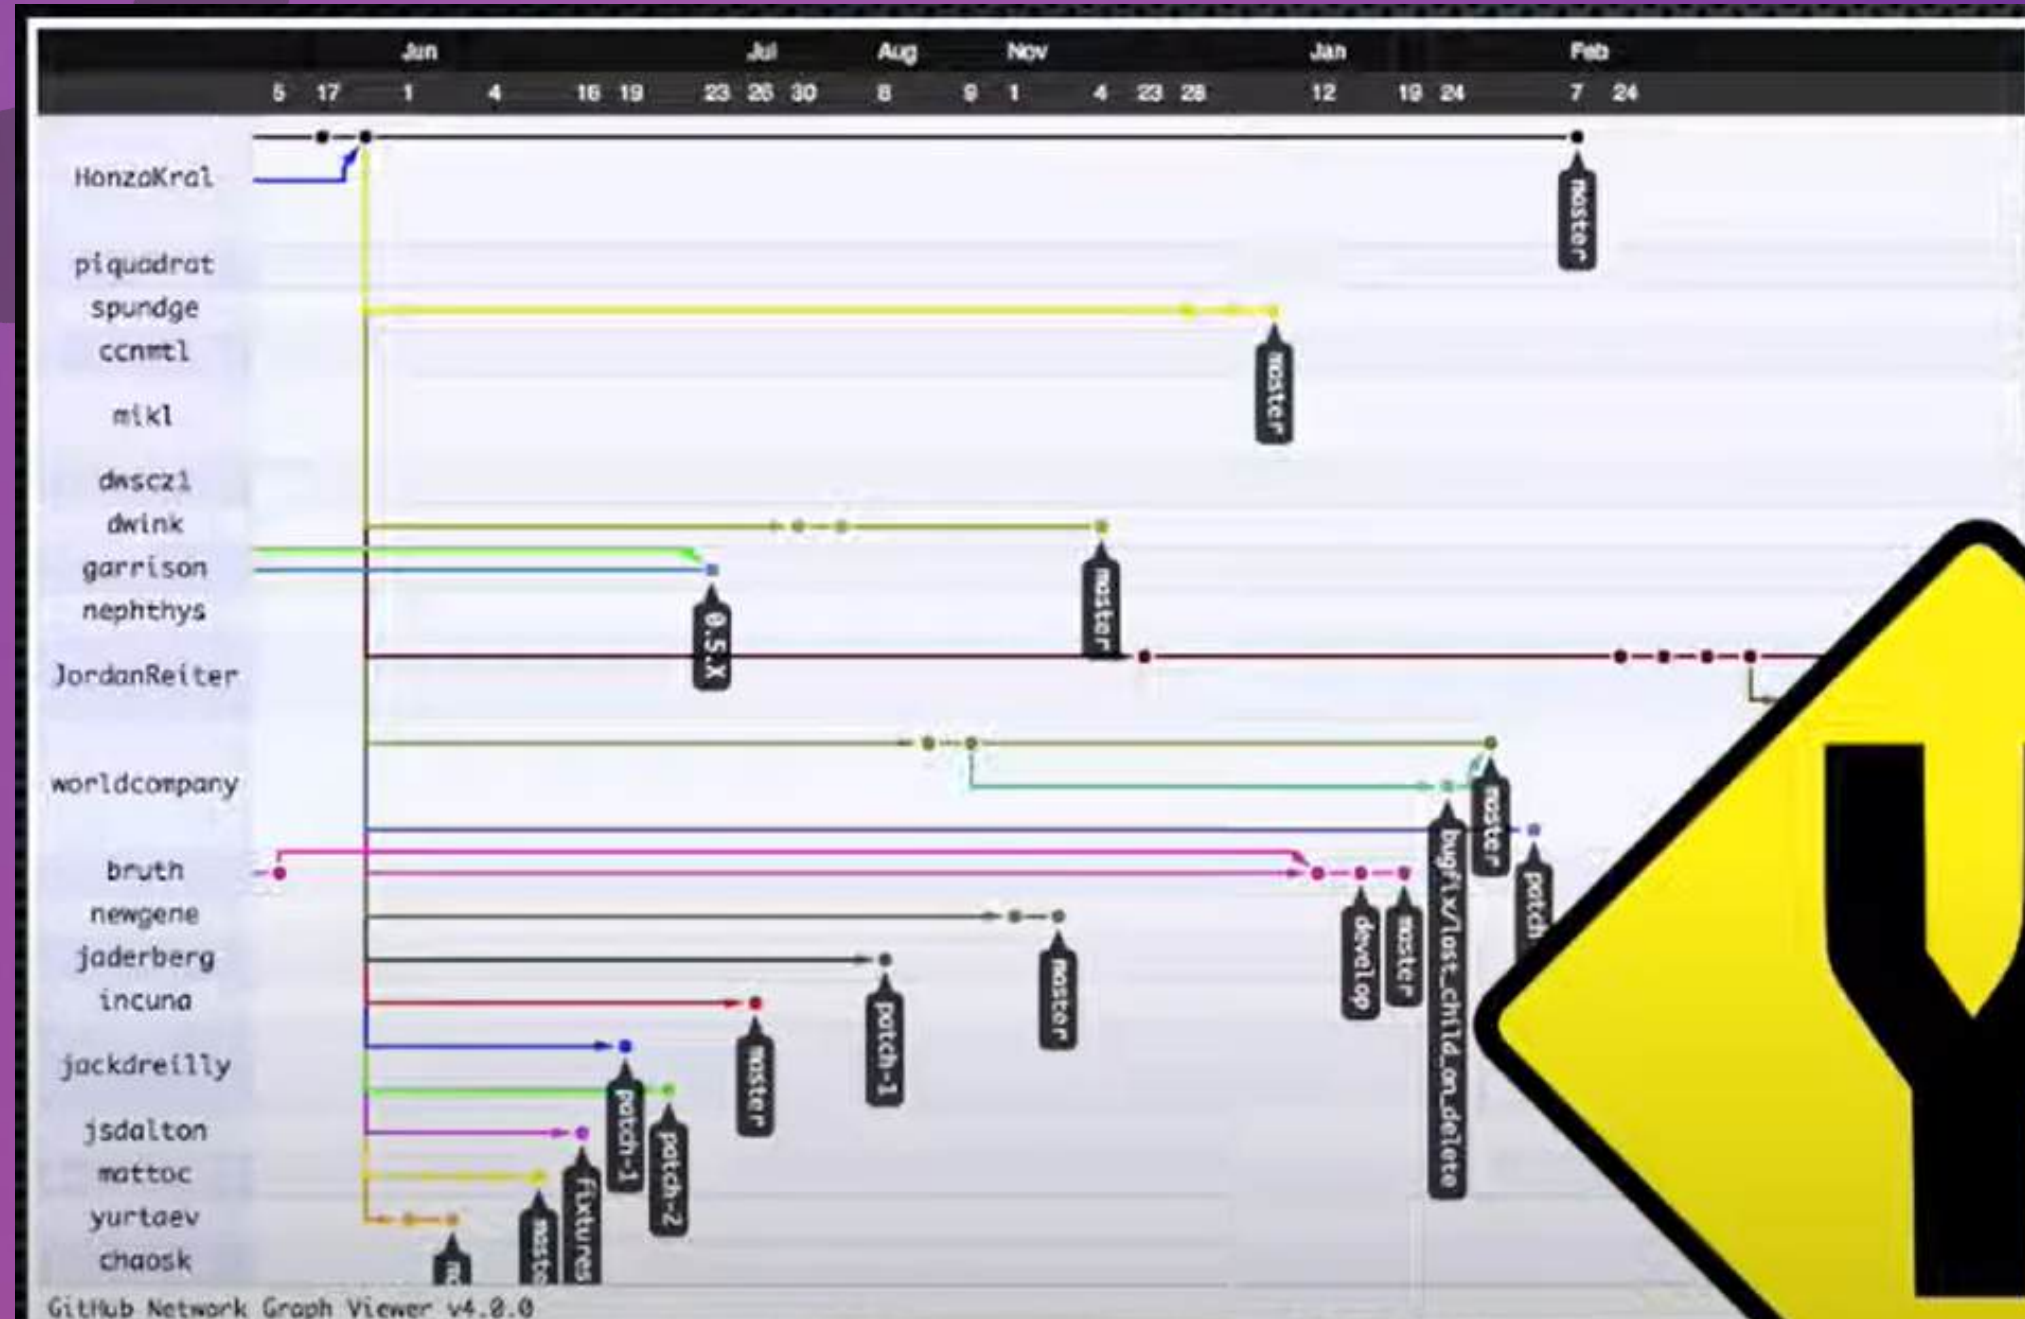 Jun Jul Aug Nov Jan Feb
5 17 1 4 16 19 23 26 30 8 9 1 4 23 28 12 19 24 7 24
HonzaKral
master
piquadrat
spundge
ccnmtl
master
mikl
dwsczi
dwink
garrison
master
nephthys
0.5.X
JordanReiter
worldcompany
master
bugfix/last_child_on_delete
bruth
patch
develop
master
newgene
master
jaderberg
patch-1
incuna
master
jackdreilly
patch-1
patch-2
jsdalton
fixtures
mattoc
maste
yurtaev
chaosk
GitHub Network Graph Viewer v4.0.0